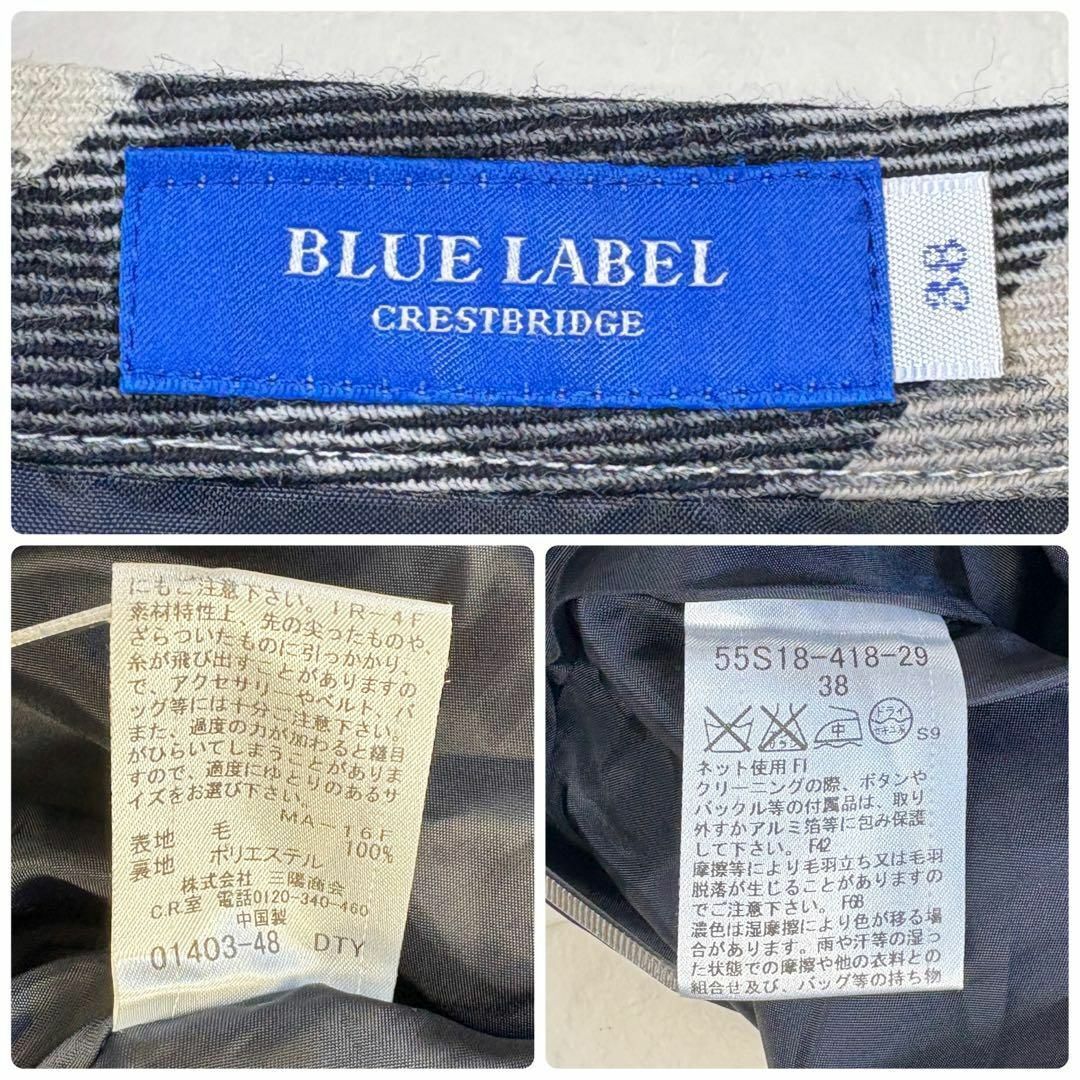 BLUE LABEL
CRESTBRIDGE
38
にもご注意下さい。 IR-4F
素材特性上、先の尖ったものや、
ざらついたものに引っかかり、
糸が飛び出すことがありますの
で、アクセサリーやベルト、バ
ッグ等には十分ご注意下さい。
また、過度の力が加わると縫目
がひらいてしまうことがありま
すので、適度にゆとりのあるサ
イズをお選び下さい。
MA-16F
表地 毛 100%
裏地 ポリエステル
株式会社 三陽商会
C.R室 電話0120-340-460
中国製
01403-48 DTY
55S18-418-29
38
中
ドライ
セキユ系
S9
ネット使用 F1
クリーニングの際、ボタンや
バックル等の付属品は、取り
外すかアルミ箔等に包み保護
して下さい。 F42
摩擦等により毛羽立ち又は毛羽
脱落が生じることがありますの
でご注意下さい。 F68
濃色は湿摩擦により色が移る場
合があります。雨や汗等の湿っ
た状態での摩擦や他の衣料との
組合せ及び、バッグ等の持ち物